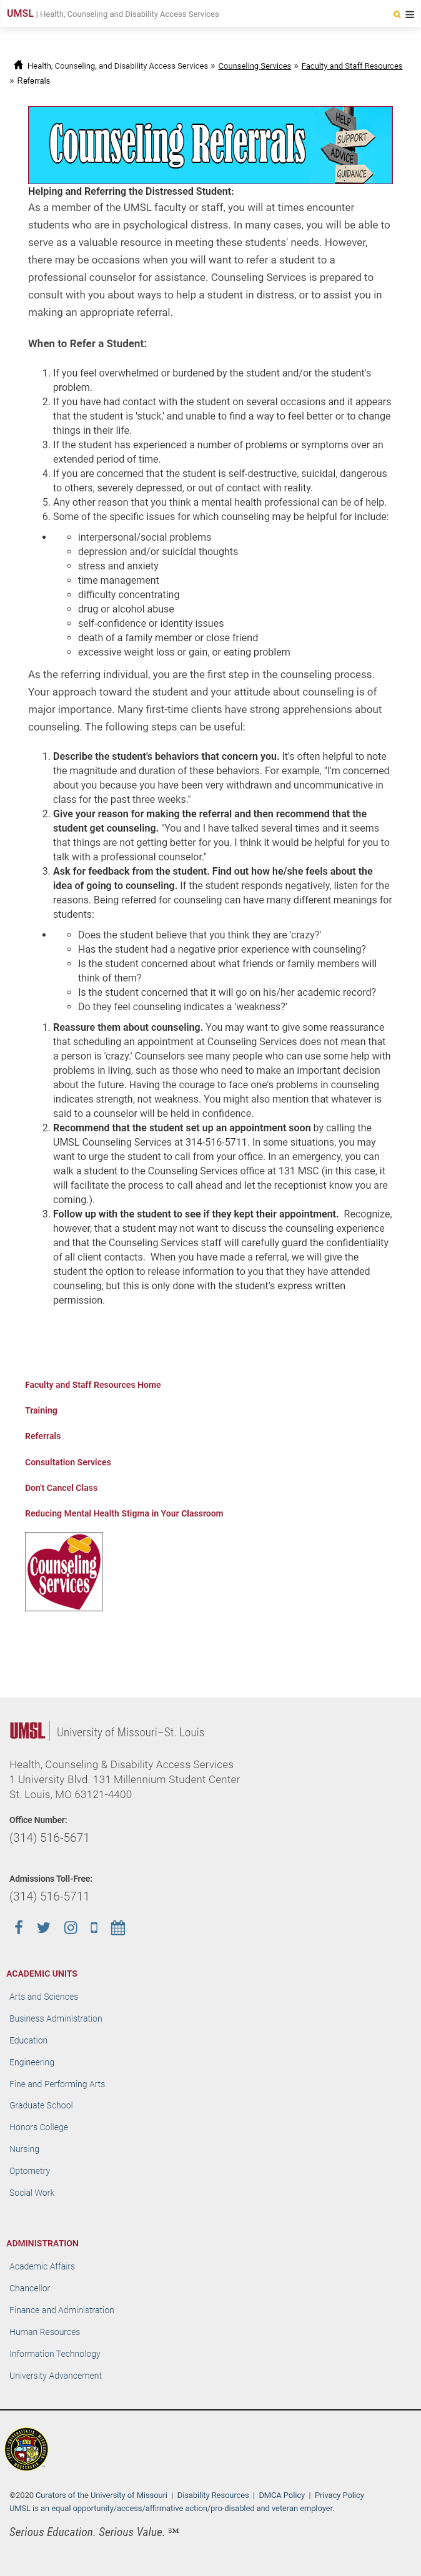 UMSL | Health, Counseling and Disability Access Services
Health, Counseling, and Disability Access Services » Counseling Services » Faculty and Staff Resources
» Referrals
Counseling Referrals
HELP
SUPPORT
ADVICE
GUIDANCE
Helping and Referring the Distressed Student:
As a member of the UMSL faculty or staff, you will at times encounter
students who are in psychological distress. In many cases, you will be able to
serve as a valuable resource in meeting these students' needs. However,
there may be occasions when you will want to refer a student to a
professional counselor for assistance. Counseling Services is prepared to
consult with you about ways to help a student in distress, or to assist you in
making an appropriate referral.
When to Refer a Student:
1. If you feel overwhelmed or burdened by the student and/or the student's
problem.
2. If you have had contact with the student on several occasions and it appears
that the student 'stuck,' and unable to find a way to feel better or to change
things in their life.
3. If the student has experienced a number of problems or symptoms over an
extended period of time.
4. If you are concerned that the student is self-destructive, suicidal, dangerous
to others, severely depressed, or out of contact with reality.
5. Any other reason that you think a mental health professional can be of help.
6. Some of the specific issues for which counseling may be helpful for include:
• ◦ interpersonal/social problems
◦ depression and/or suicidal thoughts
◦ stress and anxiety
◦ time management
◦ difficulty concentrating
◦ drug or alcohol abuse
◦ self-confidence or identity issues
◦ death of a family member or close friend
◦ excessive weight loss or gain, or eating problem
As the referring individual, you are the first step in the counseling process.
Your approach toward the student and your attitude about counseling is of
major importance. Many first-time clients have strong apprehensions about
counseling. The following steps can be useful:
1. Describe the student's behaviors that concern you. It's often helpful to note
the magnitude and duration of these behaviors. For example, "I'm concerned
about you because you have been very withdrawn and uncommunicative in
class for the past three weeks."
2. Give your reason for making the referral and then recommend that the
student get counseling. "You and I have talked several times and it seems
that things are not getting better for you. I think it would be helpful for you to
talk with a professional counselor."
3. Ask for feedback from the student. Find out how he/she feels about the
idea of going to counseling. If the student responds negatively, listen for the
reasons. Being referred for counseling can have many different meanings for
students:
• ◦ Does the student believe that you think they are 'crazy?'
◦ Has the student had a negative prior experience with counseling?
◦ Is the student concerned about what friends or family members will
think of them?
◦ Is the student concerned that it will go on his/her academic record?
◦ Do they feel counseling indicates a 'weakness?'
1. Reassure them about counseling. You may want to give some reassurance
that scheduling an appointment at Counseling Services does not mean that
a person is 'crazy.' Counselors see many people who can use some help with
problems in living, such as those who need to make an important decision
about the future. Having the courage to face one's problems in counseling
indicates strength, not weakness. You might also mention that whatever is
said to a counselor will be held in confidence.
2. Recommend that the student set up an appointment soon by calling the
UMSL Counseling Services at 314-516-5711. In some situations, you may
want to urge the student to call from your office. In an emergency, you can
walk a student to the Counseling Services office at 131 MSC (in this case, it
will facilitate the process to call ahead and let the receptionist know you are
coming.).
3. Follow up with the student to see if they kept their appointment. Recognize,
however, that a student may not want to discuss the counseling experience
and that the Counseling Services staff will carefully guard the confidentiality
of all client contacts. When you have made a referral, we will give the
student the option to release information to you that they have attended
counseling, but this is only done with the student's express written
permission.
Faculty and Staff Resources Home
Training
Referrals
Consultation Services
Don't Cancel Class
Reducing Mental Health Stigma in Your Classroom
Counseling
Services
UMSL | University of Missouri–St. Louis
Health, Counseling & Disability Access Services
1 University Blvd. 131 Millennium Student Center
St. Louis, MO 63121-4400
Office Number:
(314) 516-5671
Admissions Toll-Free:
(314) 516-5711
ACADEMIC UNITS
Arts and Sciences
Business Administration
Education
Engineering
Fine and Performing Arts
Graduate School
Honors College
Nursing
Optometry
Social Work
ADMINISTRATION
Academic Affairs
Chancellor
Finance and Administration
Human Resources
Information Technology
University Advancement
©2020 Curators of the University of Missouri | Disability Resources | DMCA Policy | Privacy Policy
UMSL is an equal opportunity/access/affirmative action/pro-disabled and veteran employer.
Serious Education. Serious Value. ℠